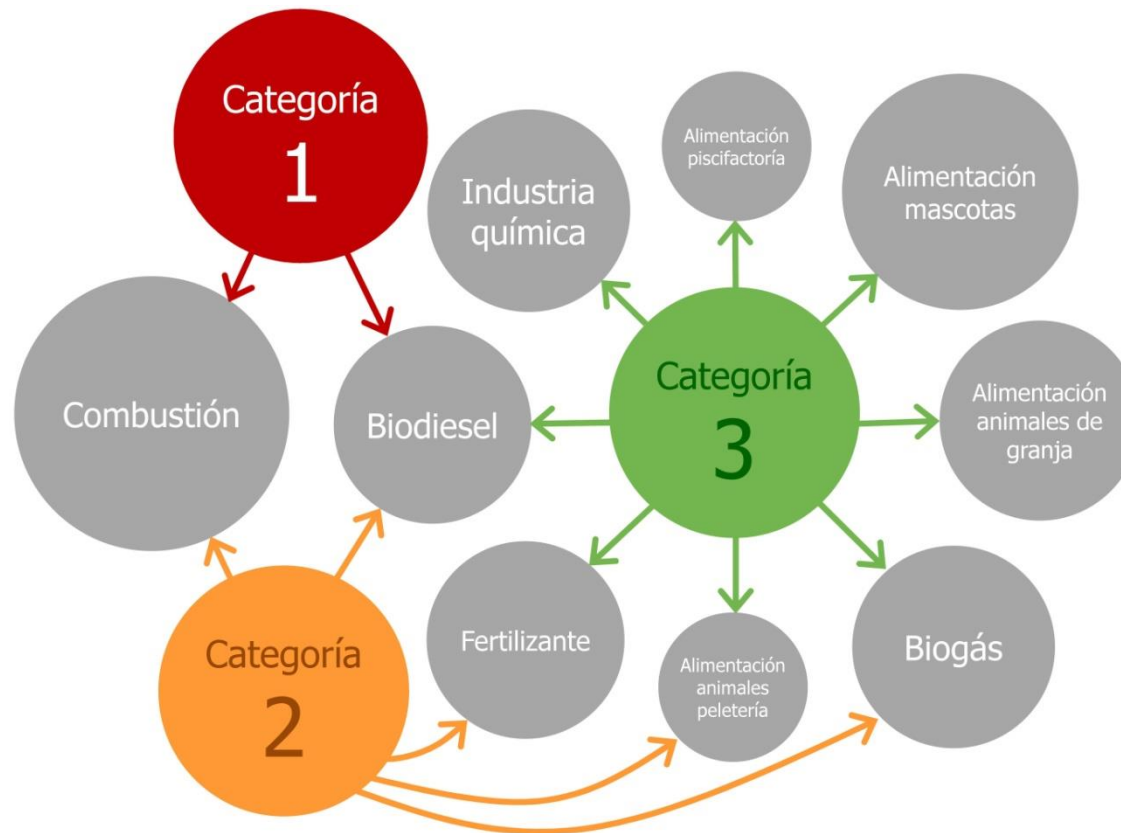 Categoría
1
Industria
química
Alimentación
piscifactoría
Alimentación
mascotas
Combustión
Biodiesel
Categoría
3
Alimentación
animales de
granja
Categoría
2
Fertilizante
Alimentación
animales
peletería
Biogás